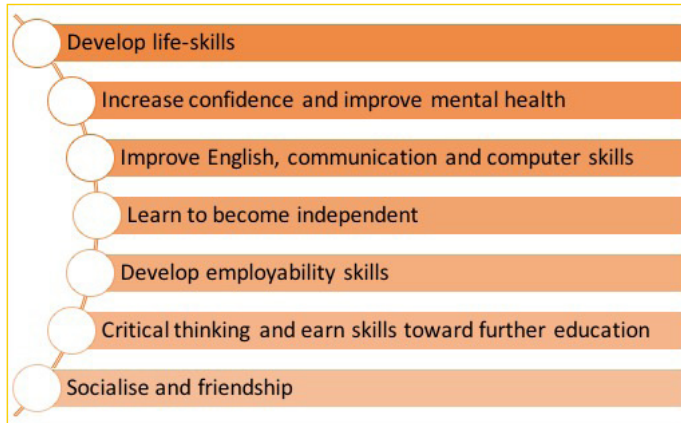 Develop life-skills
Increase confidence and improve mental health
Improve English, communication and computer skills
Learn to become independent
Develop employability skills
Critical thinking and earn skills toward further education
Socialise and friendship